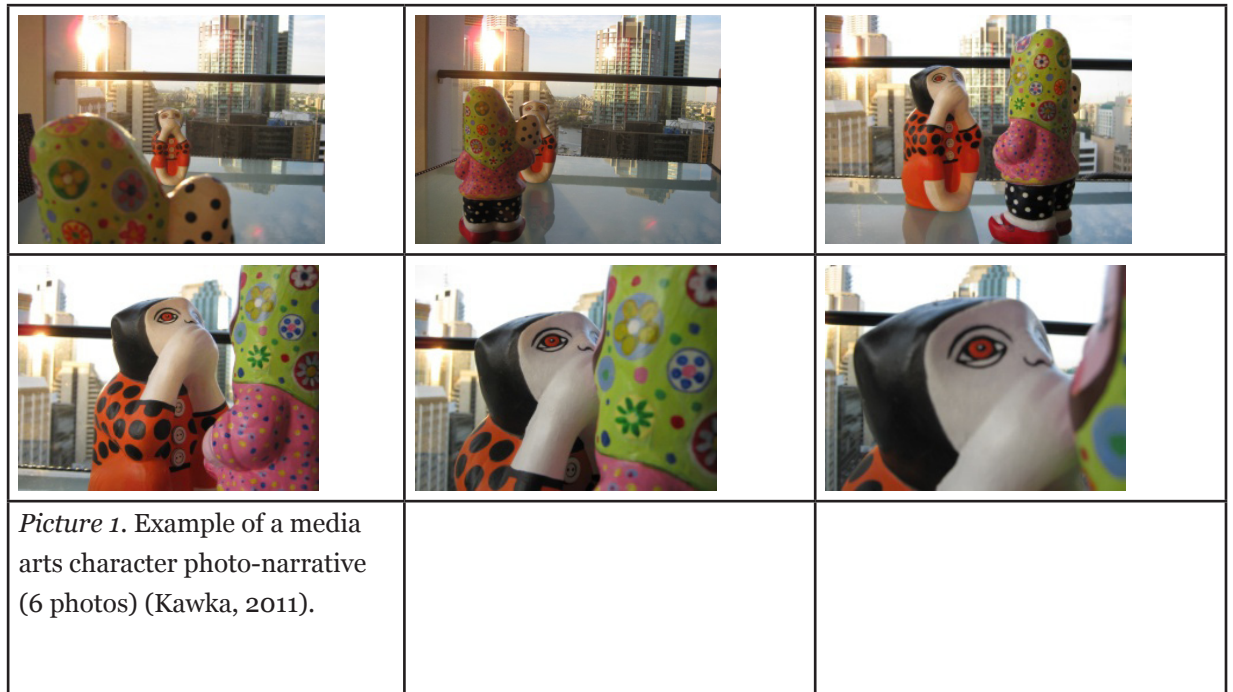 Picture 1. Example of a media
arts character photo-narrative
(6 photos) (Kawka, 2011).